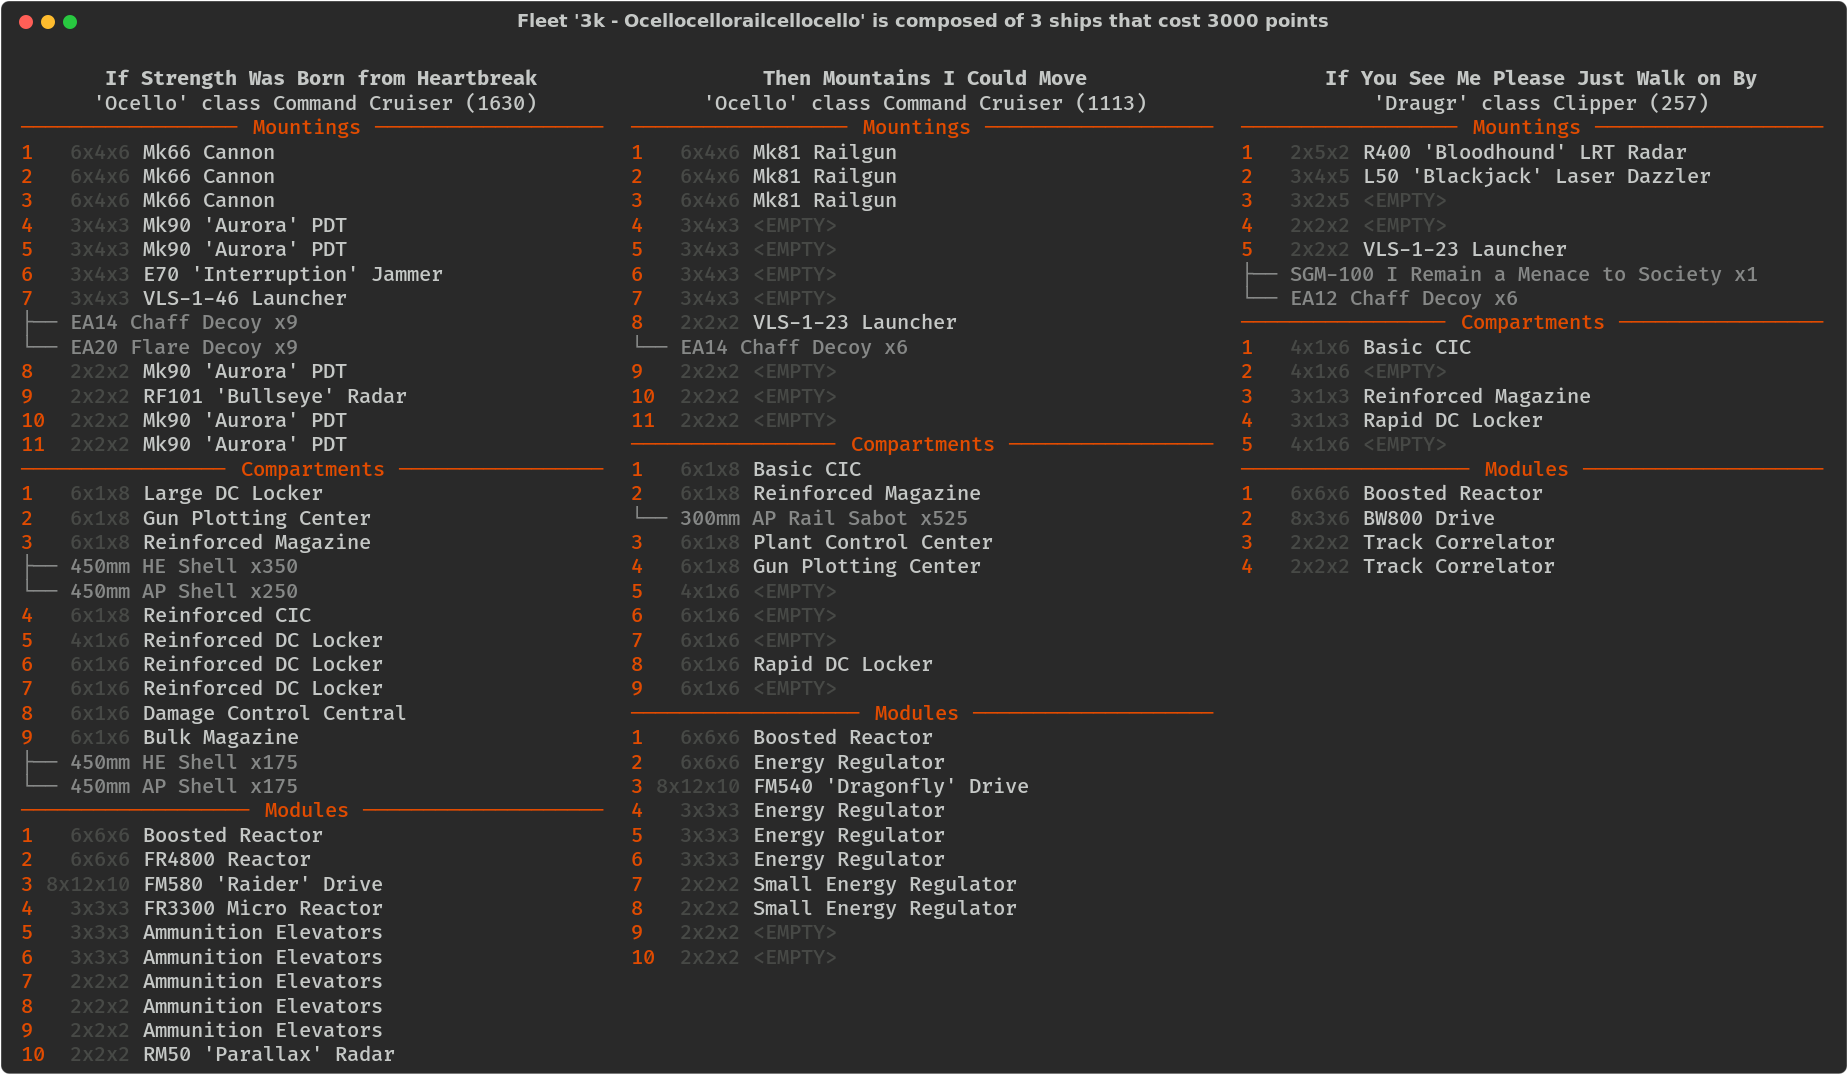 Fleet '3k - Ocellocellorailcellocello' is composed of 3 ships that cost 3000 points
If Strength Was Born from Heartbreak
'Ocello' class Command Cruiser (1630)
Mountings
1 6x4x6 Mk66 Cannon
2 6x4x6 Mk66 Cannon
3 6x4x6 Mk66 Cannon
4 3x4x3 Mk90 'Aurora' PDT
5 3x4x3 Mk90 'Aurora' PDT
6 3x4x3 E70 'Interruption' Jammer
7 3x4x3 VLS-1-46 Launcher
EA14 Chaff Decoy x9
EA20 Flare Decoy x9
8 2x2x2 Mk90 'Aurora' PDT
9 2x2x2 RF101 'Bullseye' Radar
10 2x2x2 Mk90 'Aurora' PDT
11 2x2x2 Mk90 'Aurora' PDT
Compartments
1 6x1x8 Large DC Locker
2 6x1x8 Gun Plotting Center
3 6x1x8 Reinforced Magazine
450mm HE Shell x350
450mm AP Shell x250
4 6x1x8 Reinforced CIC
5 4x1x6 Reinforced DC Locker
6 6x1x6 Reinforced DC Locker
7 6x1x6 Reinforced DC Locker
8 6x1x6 Damage Control Central
9 6x1x6 Bulk Magazine
450mm HE Shell x175
450mm AP Shell x175
Modules
1 6x6x6 Boosted Reactor
2 6x6x6 FR4800 Reactor
3 8x12x10 FM580 'Raider' Drive
4 3x3x3 FR3300 Micro Reactor
5 3x3x3 Ammunition Elevators
6 3x3x3 Ammunition Elevators
7 2x2x2 Ammunition Elevators
8 2x2x2 Ammunition Elevators
9 2x2x2 Ammunition Elevators
10 2x2x2 RM50 'Parallax' Radar
Then Mountains I Could Move
'Ocello' class Command Cruiser (1113)
Mountings
1 6x4x6 Mk81 Railgun
2 6x4x6 Mk81 Railgun
3 6x4x6 Mk81 Railgun
4 3x4x3 <EMPTY>
5 3x4x3 <EMPTY>
6 3x4x3 <EMPTY>
7 3x4x3 <EMPTY>
8 2x2x2 VLS-1-23 Launcher
EA14 Chaff Decoy x6
9 2x2x2 <EMPTY>
10 2x2x2 <EMPTY>
11 2x2x2 <EMPTY>
Compartments
1 6x1x8 Basic CIC
2 6x1x8 Reinforced Magazine
300mm AP Rail Sabot x525
3 6x1x8 Plant Control Center
4 6x1x8 Gun Plotting Center
5 4x1x6 <EMPTY>
6 6x1x6 <EMPTY>
7 6x1x6 <EMPTY>
8 6x1x6 Rapid DC Locker
9 6x1x6 <EMPTY>
Modules
1 6x6x6 Boosted Reactor
2 6x6x6 Energy Regulator
3 8x12x10 FM540 'Dragonfly' Drive
4 3x3x3 Energy Regulator
5 3x3x3 Energy Regulator
6 3x3x3 Energy Regulator
7 2x2x2 Small Energy Regulator
8 2x2x2 Small Energy Regulator
9 2x2x2 <EMPTY>
10 2x2x2 <EMPTY>
If You See Me Please Just Walk on By
'Draugr' class Clipper (257)
Mountings
1 2x5x2 R400 'Bloodhound' LRT Radar
2 3x4x5 L50 'Blackjack' Laser Dazzler
3 3x2x5 <EMPTY>
4 2x2x2 <EMPTY>
5 2x2x2 VLS-1-23 Launcher
SGM-100 I Remain a Menace to Society x1
EA12 Chaff Decoy x6
Compartments
1 4x1x6 Basic CIC
2 4x1x6 <EMPTY>
3 3x1x3 Reinforced Magazine
4 3x1x3 Rapid DC Locker
5 4x1x6 <EMPTY>
Modules
1 6x6x6 Boosted Reactor
2 8x3x6 BW800 Drive
3 2x2x2 Track Correlator
4 2x2x2 Track Correlator